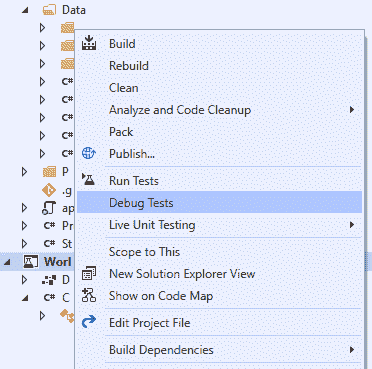 Data
Build
Rebuild
Clean
C#
Analyze and Code Cleanup
C#
Pack
C#
Publish...
C#
P
Run Tests
.g
Debug Tests
ap
Live Unit Testing
C# Pr
C# St
Scope to This
Worl
New Solution Explorer View
D
Show on Code Map
C# C
Edit Project File
Build Dependencies